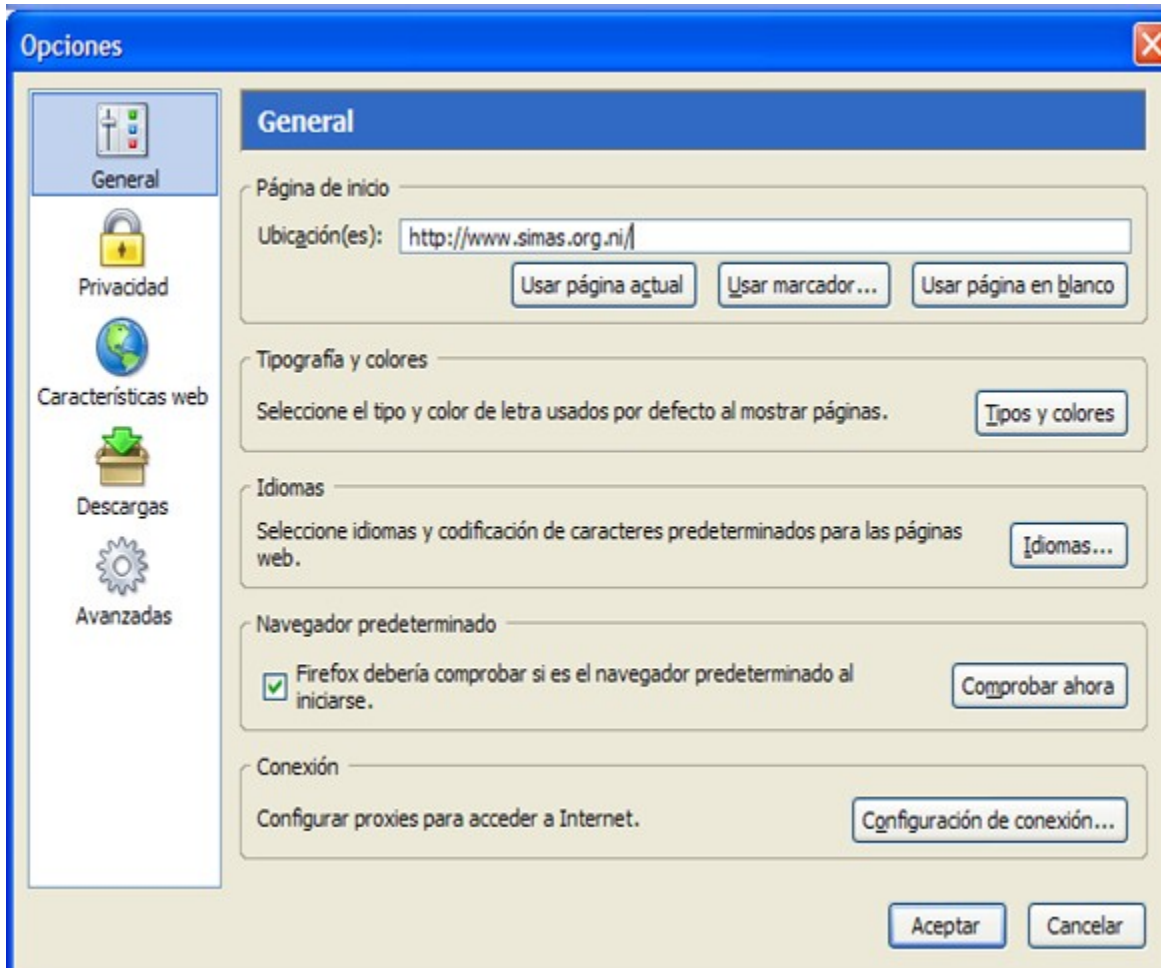 Opciones
General
Privacidad
Características web
Descargas
Avanzadas
General
Página de inicio
Ubicación(es): http://www.simas.org.ni/
Usar página actual Usar marcador... Usar página en blanco
Tipografía y colores
Seleccione el tipo y color de letra usados por defecto al mostrar páginas. Tipos y colores
Idiomas
Seleccione idiomas y codificación de caracteres predeterminados para las páginas
web.
Idiomas...
Navegador predeterminado
Firefox debería comprobar si es el navegador predeterminado al
iniciarse.
Comprobar ahora
Conexión
Configurar proxies para acceder a Internet. Configuración de conexión...
Aceptar Cancelar